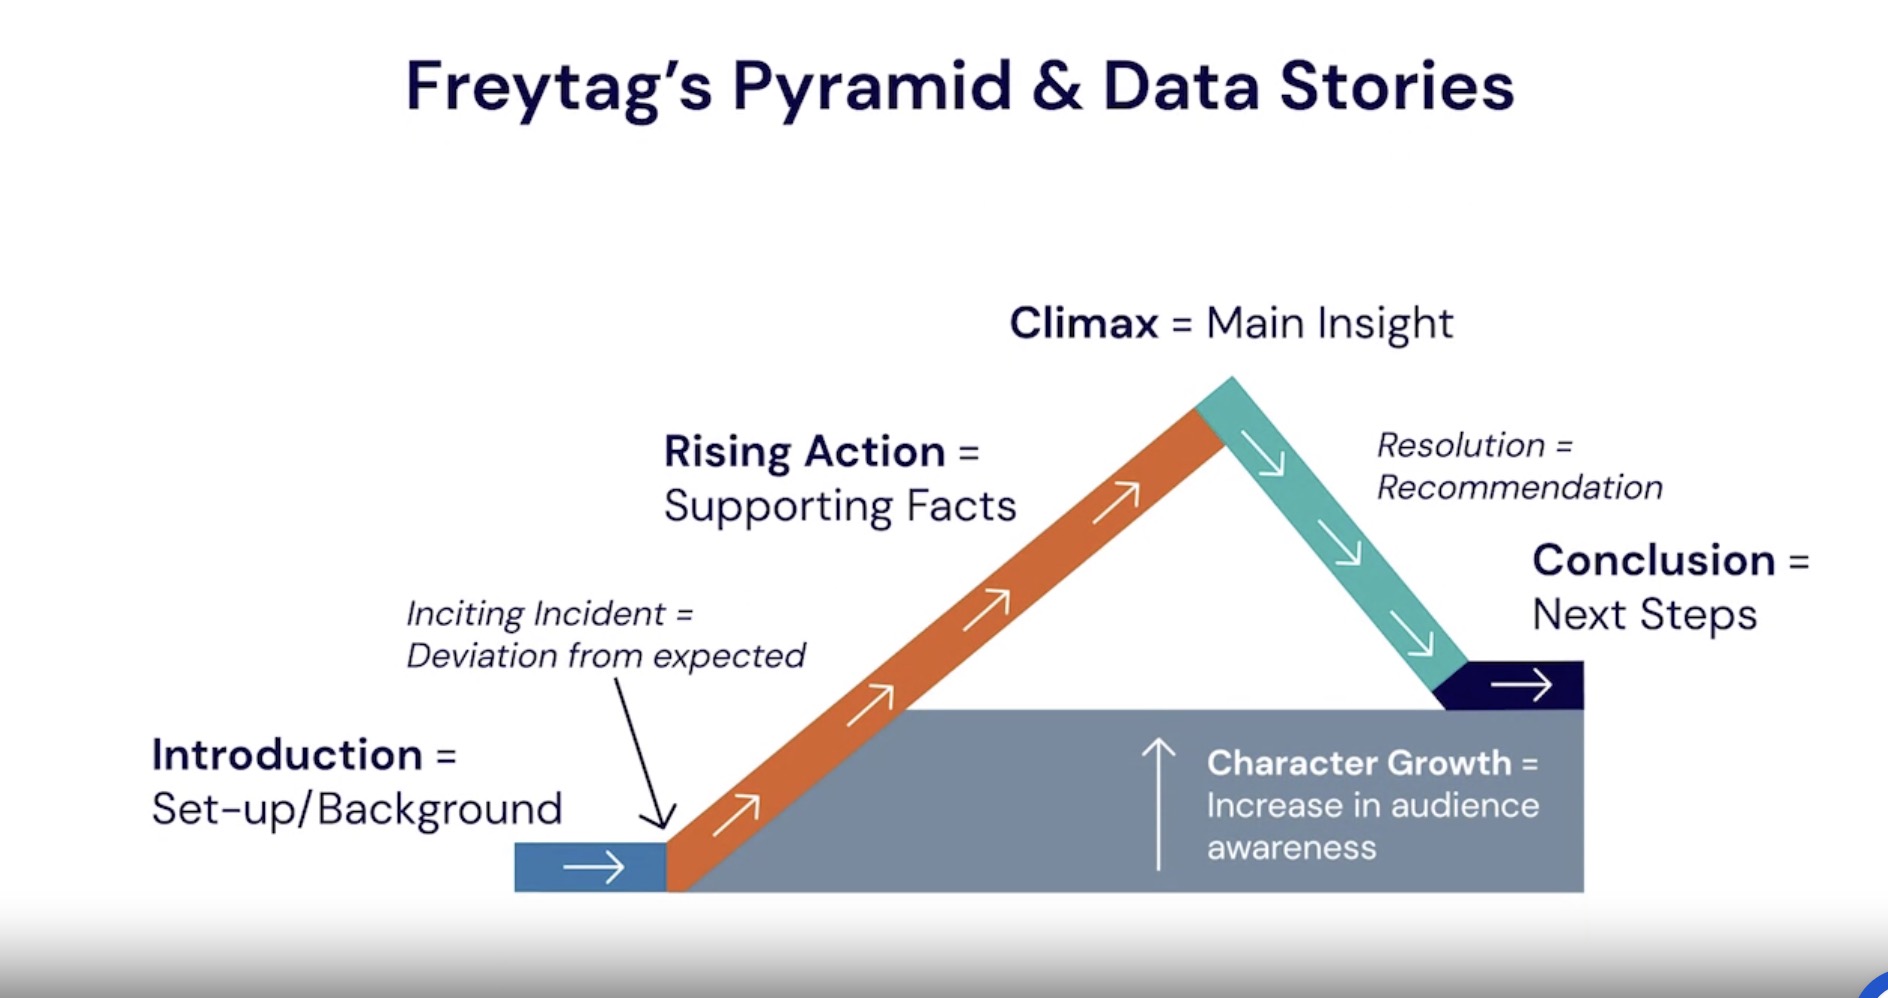 Freytag’s Pyramid & Data Stories
Climax = Main Insight
Rising Action =
Supporting Facts
Resolution =
Recommendation
Conclusion =
Next Steps
Inciting Incident =
Deviation from expected
Introduction =
Set-up/Background
Character Growth =
Increase in audience
awareness